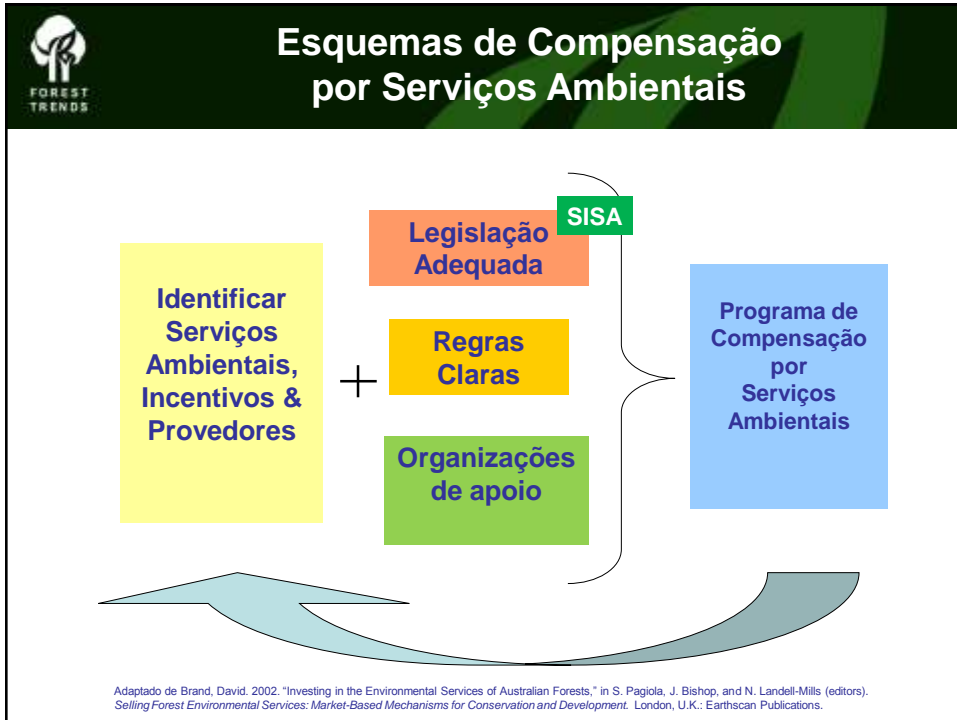 FOREST
TRENDS
Esquemas de Compensação
por Serviços Ambientais
Identificar
Serviços
Ambientais,
Incentivos &
Provedores
+
Legislação
Adequada
SISA
Regras
Claras
Organizações
de apoio
Programa de
Compensação
por
Serviços
Ambientais
Adaptado de Brand, David. 2002. “Investing in the Environmental Services of Australian Forests,” in S. Pagiola, J. Bishop, and N. Landell-Mills (editors).
Selling Forest Environmental Services: Market-Based Mechanisms for Conservation and Development. London, U.K.: Earthscan Publications.